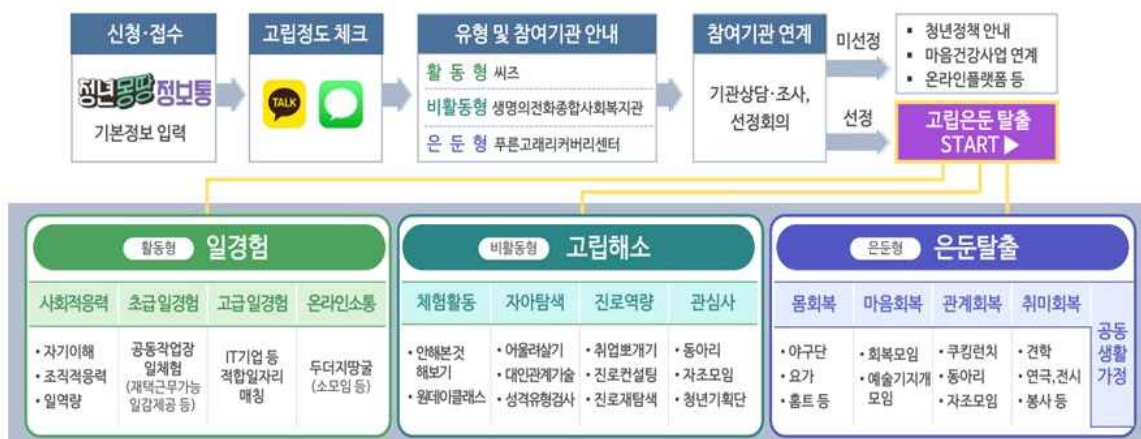 신청·접수
청년몽땅정보통
기본정보 입력
고립정도 체크
TALK
유형 및 참여기관 안내
활 동 형 씨즈
비활동형 생명의전화종합사회복지관
은 둔 형 푸른고래리커버리센터
참여기관 연계
기관상담·조사,
선정회의
미선정
선정
▪ 청년정책 안내
▪ 마음건강사업 연계
▪ 온라인플랫폼 등
고립은둔 탈출
START ▶
활동형 일경험
사회적응력
• 자기이해
• 조직적응력
• 일역량
초급일경험
공동작업장
일체험
(재택근무가능
일감제공 등)
고급일경험
IT기업 등
적합일자리
매칭
온라인소통
두더지땅굴
(소모임 등)
비활동형 고립해소
체험활동
• 안해본것
해보기
• 원데이클래스
자아탐색
• 어울려살기
• 대인관계기술
• 성격유형검사
진로역량
• 취업뽀개기
• 진로컨설팅
• 진로재탐색
관심사
• 동아리
• 자조모임
• 청년기획단
은둔형 은둔탈출
몸회복
• 야구단
• 요가
• 홈트 등
마음회복
• 회복모임
• 예술기지개
모임
관계회복
• 쿠킹런치
• 동아리
• 자조모임
취미회복
• 견학
• 연극,전시
• 봉사 등
공동
생활
가정